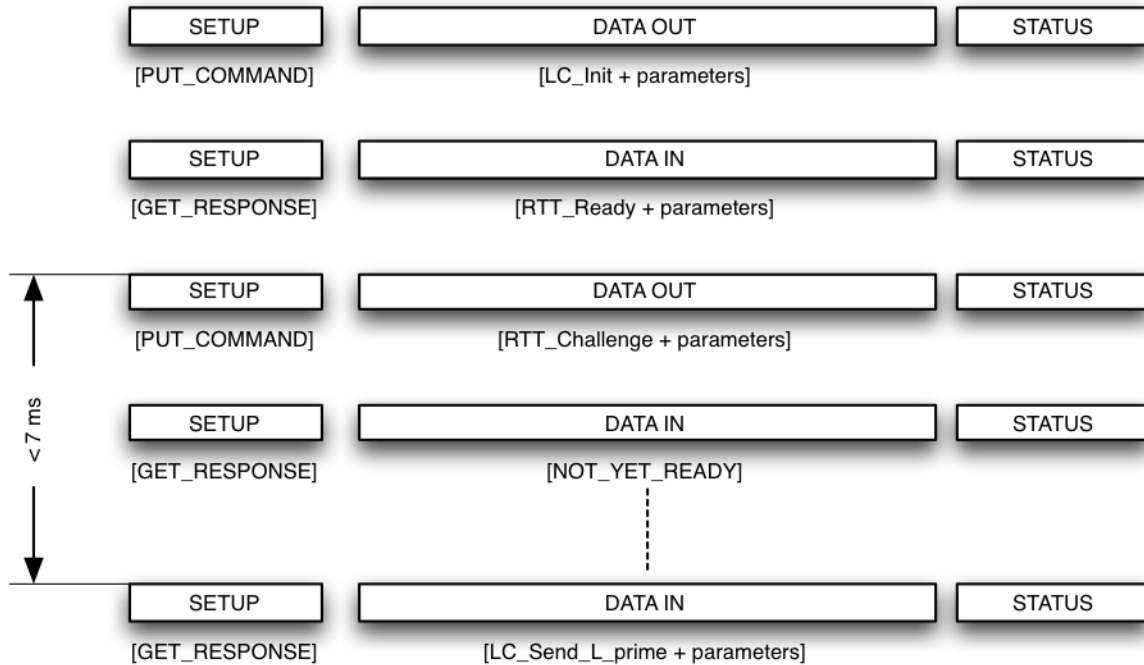 SETUP DATA OUT STATUS
[PUT_COMMAND] [LC_Init + parameters]
SETUP DATA IN STATUS
[GET_RESPONSE] [RTT_Ready + parameters]
SETUP DATA OUT STATUS
[PUT_COMMAND] [RTT_Challenge + parameters]
< 7 ms
SETUP DATA IN STATUS
[GET_RESPONSE] [NOT_YET_READY]
SETUP DATA IN STATUS
[GET_RESPONSE] [LC_Send_L_prime + parameters]